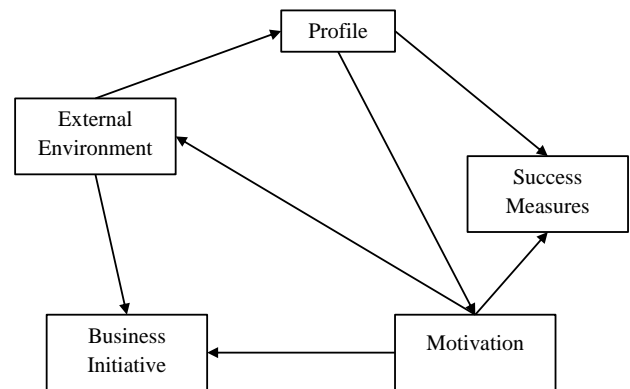 Profile
External
Environment
Success
Measures
Business
Initiative
Motivation